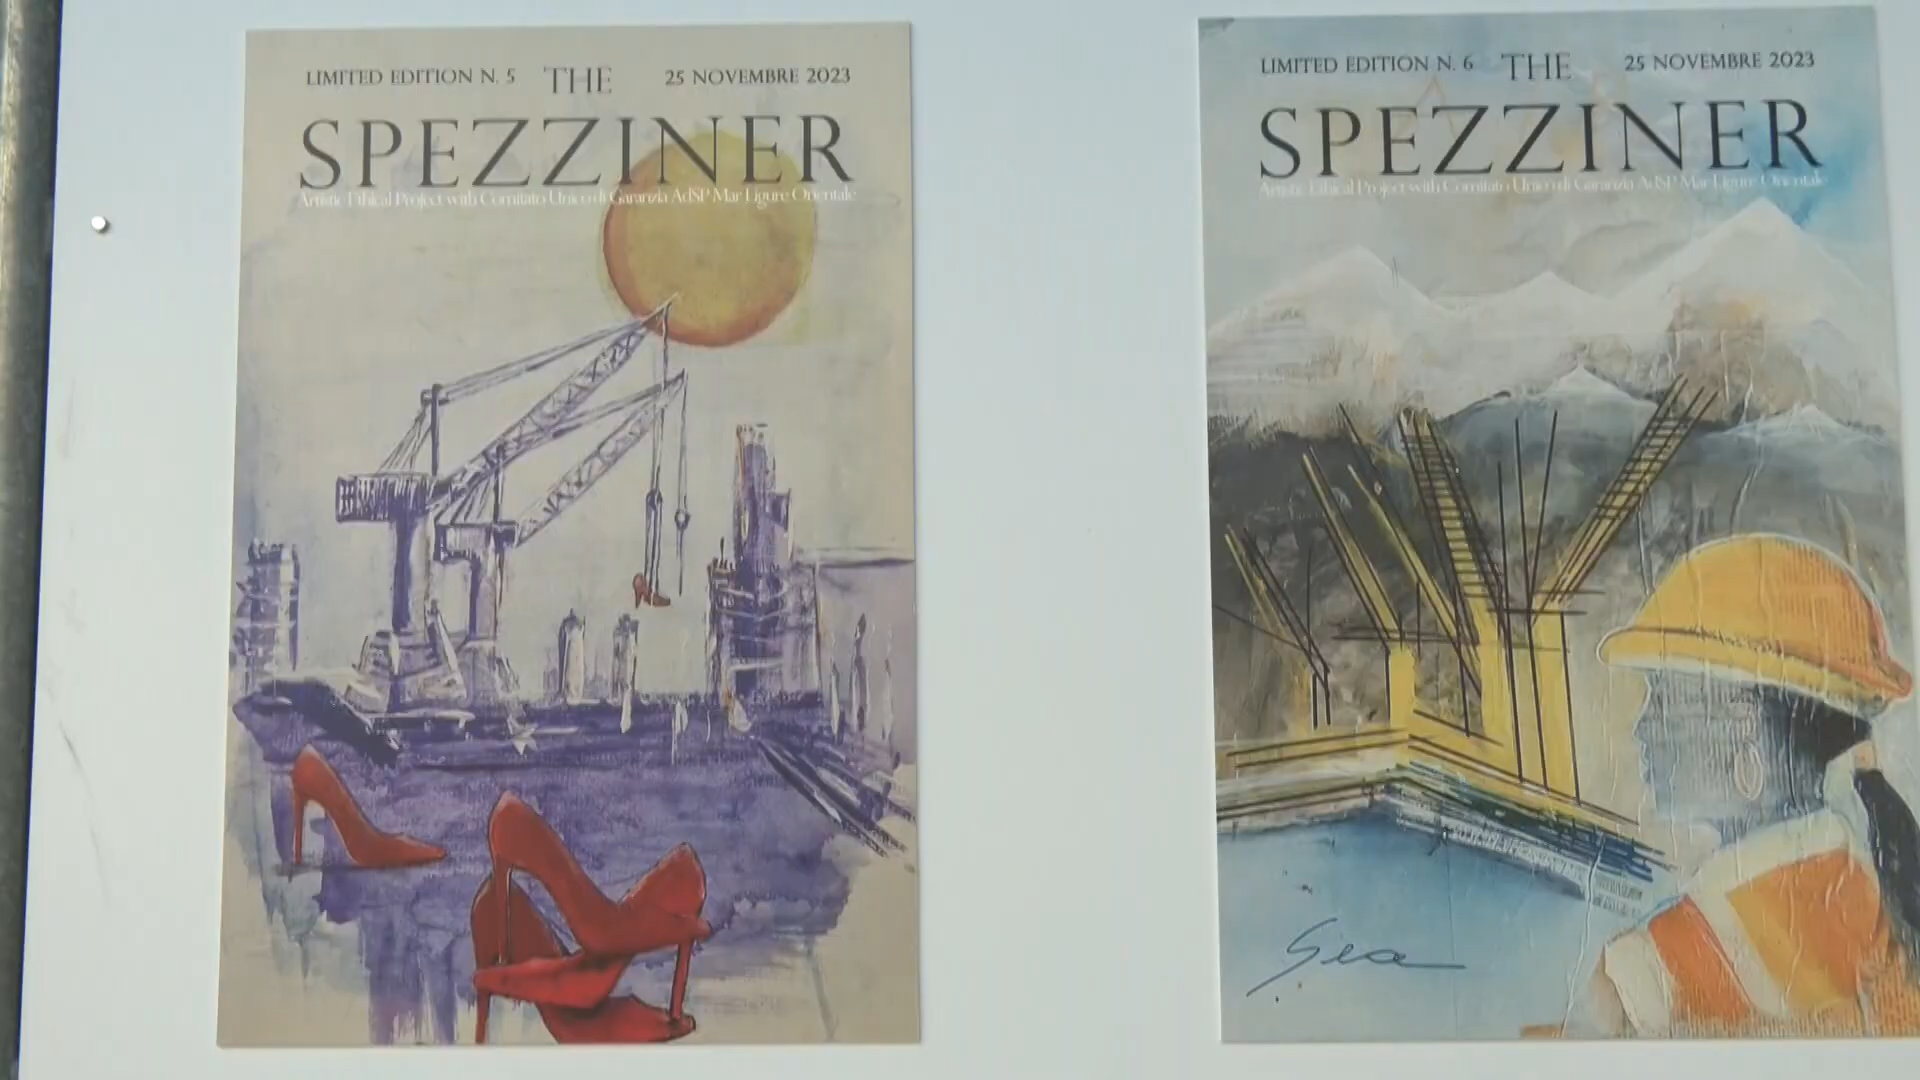 LIMITED EDITION N. 5 THE 25 NOVEMBRE 2023
SPEZZINER
Artistic Ethical Project with Comitato Unico di Garanzia AdSP Mar Ligure Orientale
LIMITED EDITION N. 6 THE 25 NOVEMBRE 2023
SPEZZINER
Artistic Ethical Project with Comitato Unico di Garanzia AdSP Mar Ligure Orientale